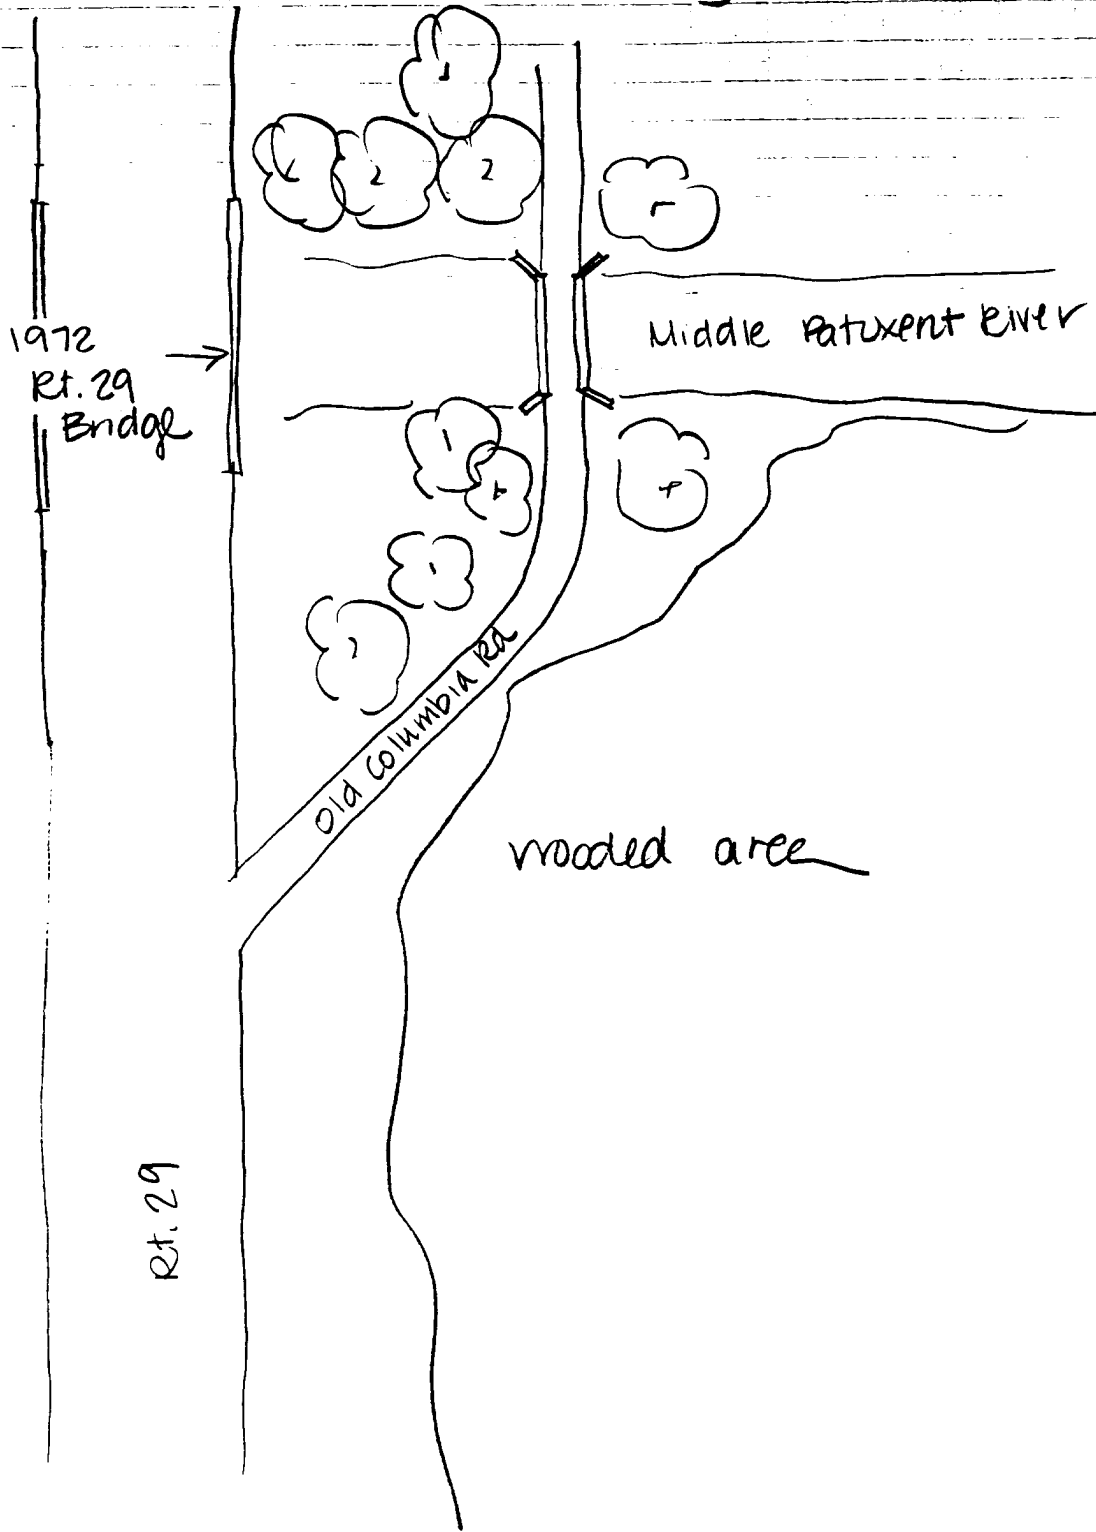 Middle Patuxent River
1972
Rt. 29
Bridge
Old Columbia Rd
wooded area
Rt. 29